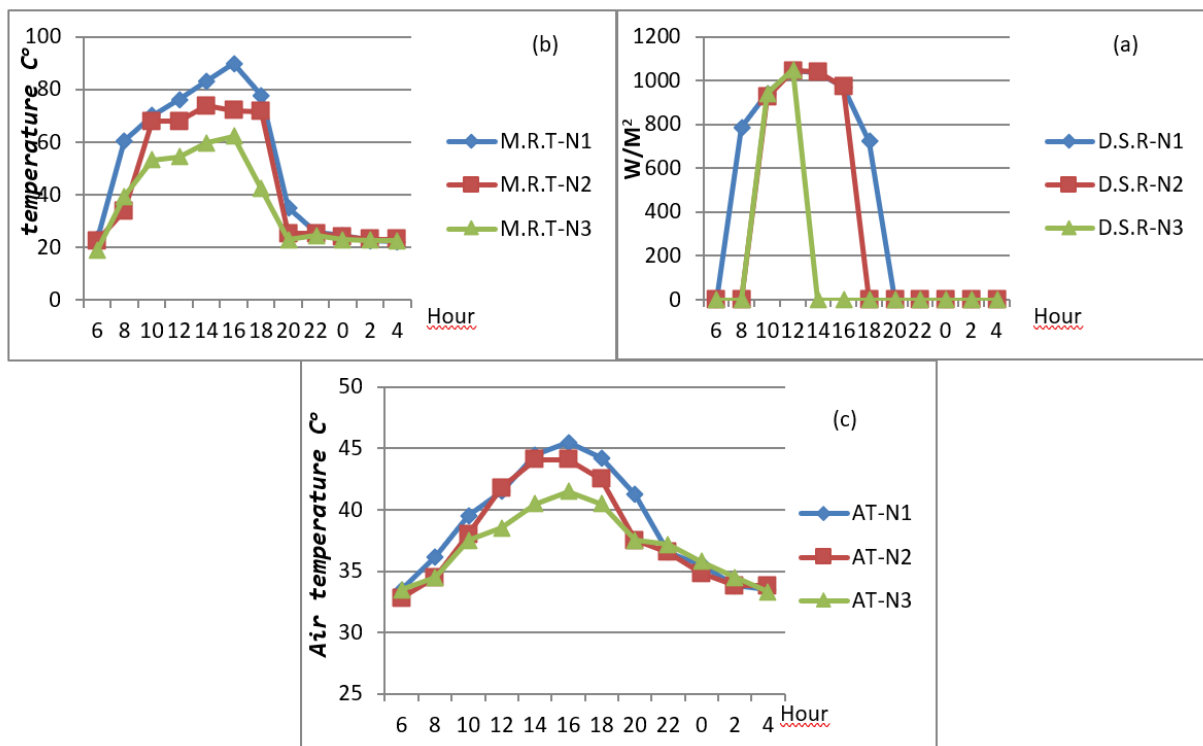 temperature C°
100
80
60
40
20
0
6 8 10 12 14 16 18 20 22 0 2 4
Hour
(b)
M.R.T-N1
M.R.T-N2
M.R.T-N3
W/M²
1200
1000
800
600
400
200
0
6 8 10 12 14 16 18 20 22 0 2 4
Hour
(a)
D.S.R-N1
D.S.R-N2
D.S.R-N3
Air temperature C°
50
45
40
35
30
25
6 8 10 12 14 16 18 20 22 0 2 4
Hour
(c)
AT-N1
AT-N2
AT-N3